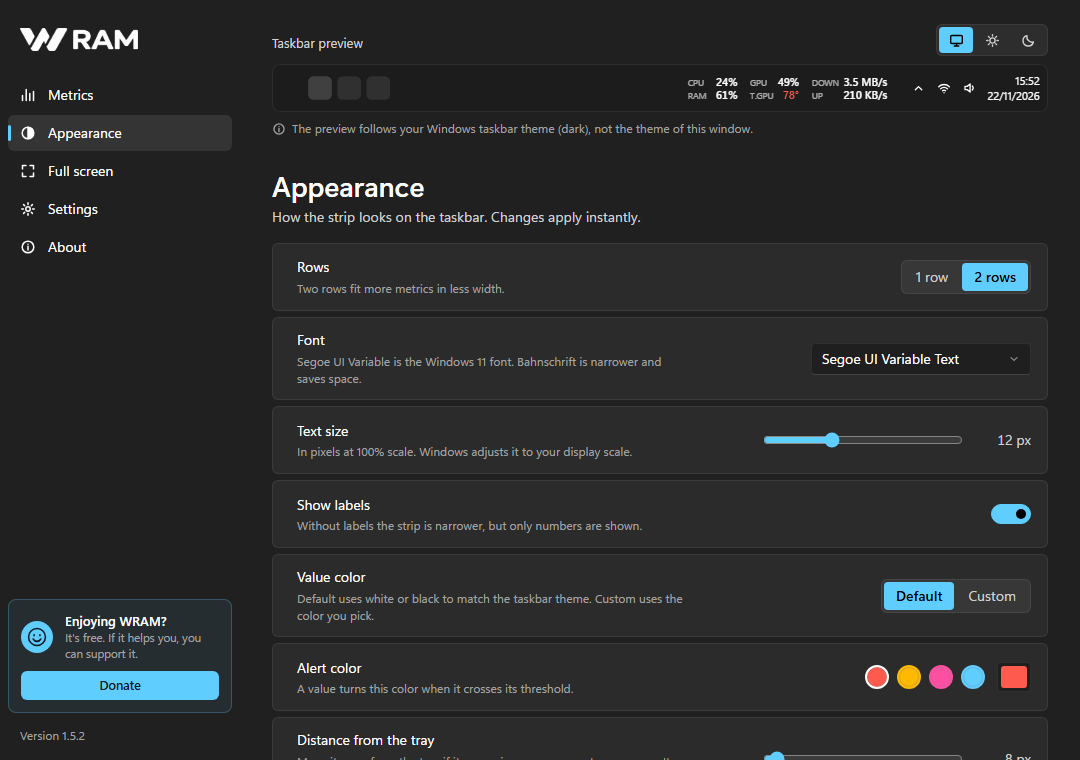 WRAM
Metrics
Appearance
Full screen
Settings
About
Enjoying WRAM?
It's free. If it helps you, you
can support it.
Donate
Version 1.5.2
Taskbar preview
CPU 24% GPU 49% DOWN 3.5 MB/s
RAM 61% T.GPU 78° UP 210 KB/s
15:52
22/11/2026
The preview follows your Windows taskbar theme (dark), not the theme of this window.
Appearance
How the strip looks on the taskbar. Changes apply instantly.
Rows
Two rows fit more metrics in less width.
1 row 2 rows
Font
Segoe UI Variable is the Windows 11 font. Bahnschrift is narrower and
saves space.
Segoe UI Variable Text
Text size
In pixels at 100% scale. Windows adjusts it to your display scale.
12 px
Show labels
Without labels the strip is narrower, but only numbers are shown.
Value color
Default uses white or black to match the taskbar theme. Custom uses the
color you pick.
Default Custom
Alert color
A value turns this color when it crosses its threshold.
Distance from the tray
8 px